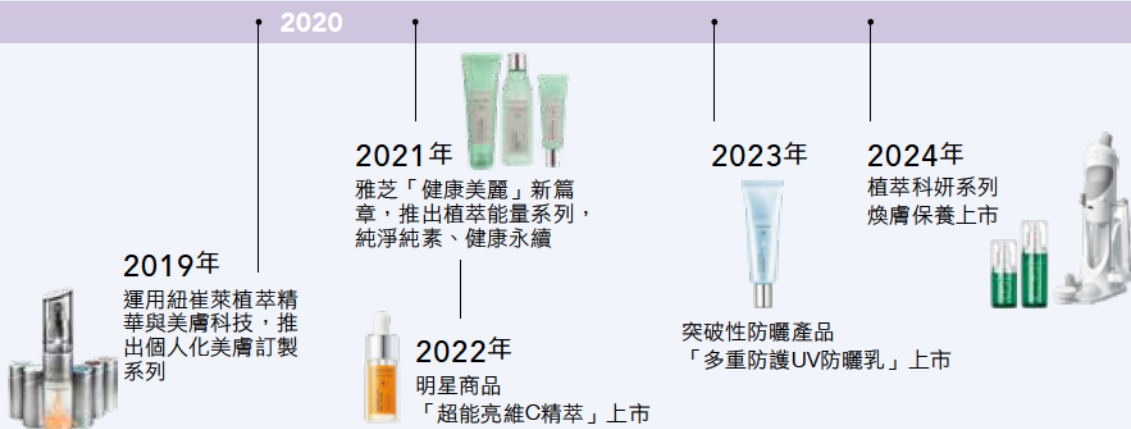 2020
2019年
運用紐崔萊植萃精
華與美膚科技，推
出個人化美膚訂製
系列
2021年
雅芝「健康美麗」新篇
章，推出植萃能量系列，
純淨純素、健康永續
2022年
明星商品
「超能亮維C精萃」上市
2023年
突破性防曬產品
「多重防護UV防曬乳」上市
2024年
植萃科妍系列
煥膚保養上市